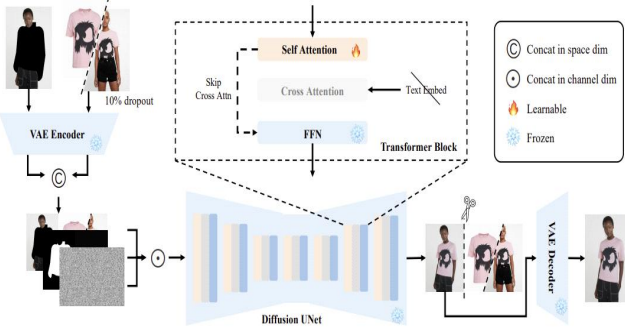 10% dropout
VAE Encoder
©
Self Attention
Skip
Cross Attn
Cross Attention
Text Embed
FFN
Transformer Block
© Concat in space dim
Concat in channel dim
Learnable
Frozen
Diffusion UNet
VAE Decoder